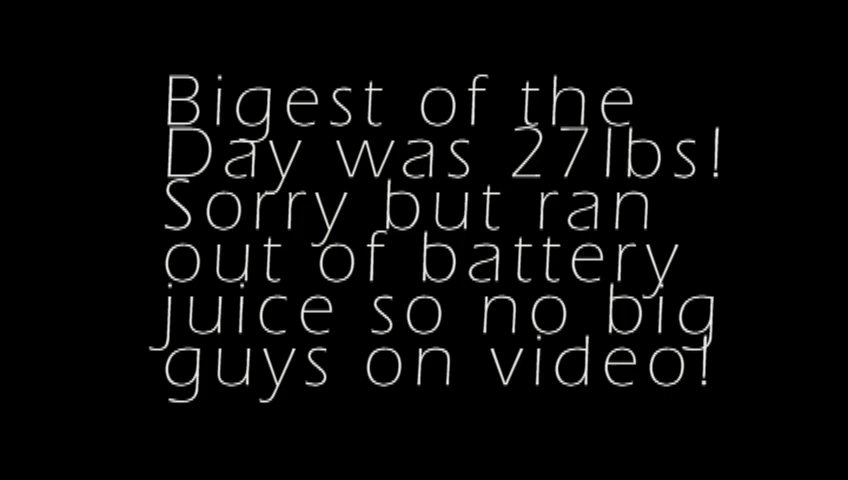 Bigest of the
Day was 27lbs!
Sorry but ran
out of battery
juice so no big
guys on video!